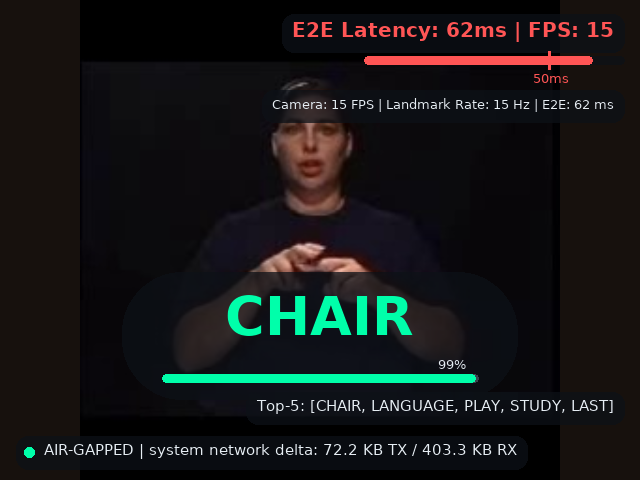 E2E Latency: 62ms | FPS: 15
50ms
Camera: 15 FPS | Landmark Rate: 15 Hz | E2E: 62 ms
CHAIR
99%
Top-5: [CHAIR, LANGUAGE, PLAY, STUDY, LAST]
AIR-GAPPED | system network delta: 72.2 KB TX / 403.3 KB RX